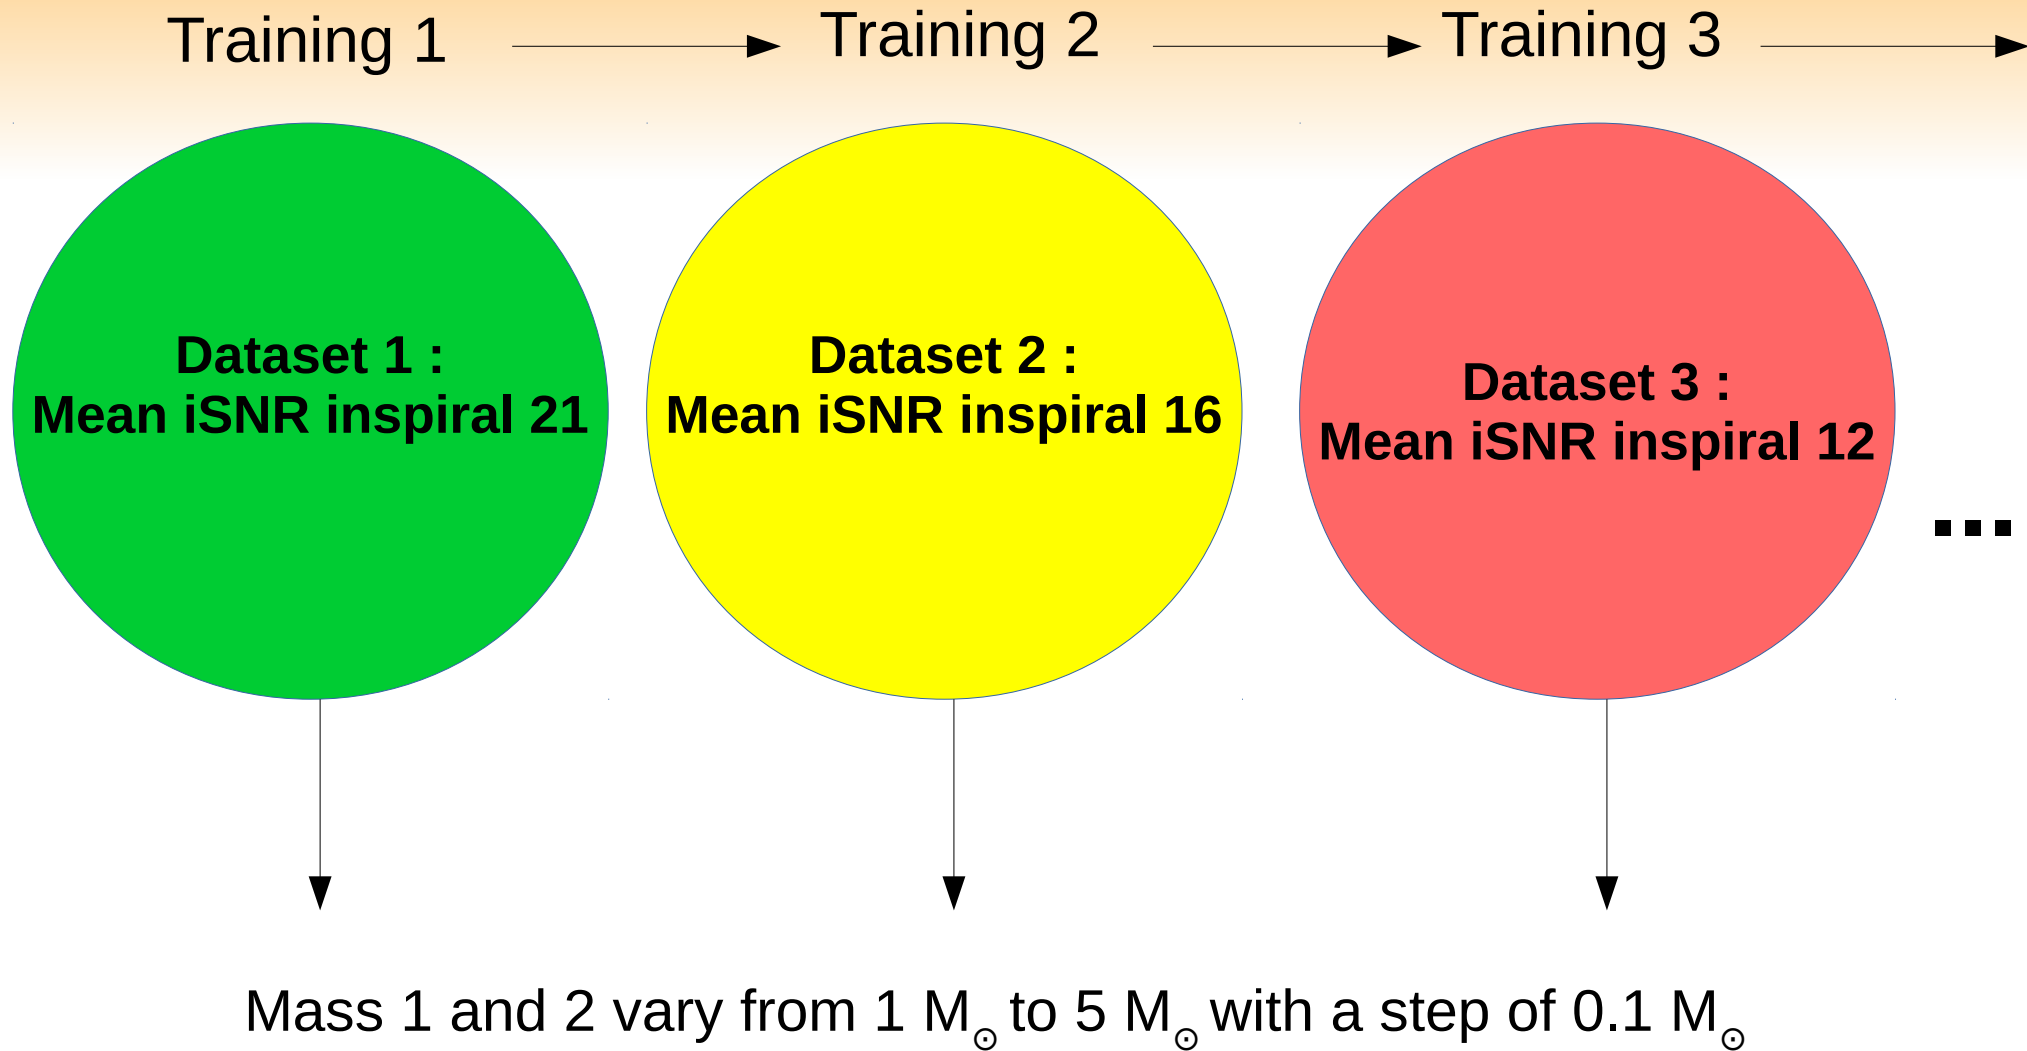 Training 1
Training 2
Training 3
Dataset 1 :
Mean iSNR inspiral 21
Dataset 2 :
Mean iSNR inspiral 16
Dataset 3 :
Mean iSNR inspiral 12
...
Mass 1 and 2 vary from 1 M⊙ to 5 M⊙ with a step of 0.1 M⊙